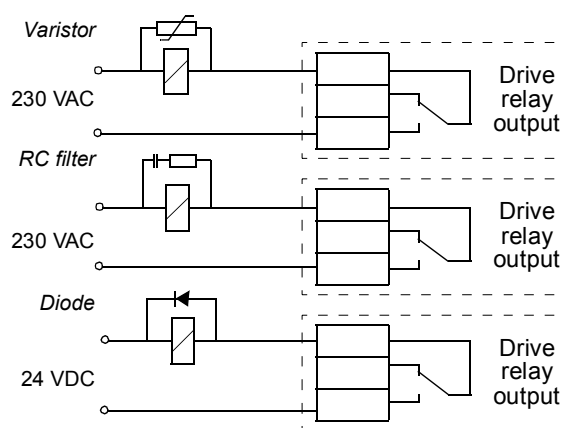 Varistor
230 VAC
Drive
relay
output
RC filter
230 VAC
Drive
relay
output
Diode
24 VDC
Drive
relay
output